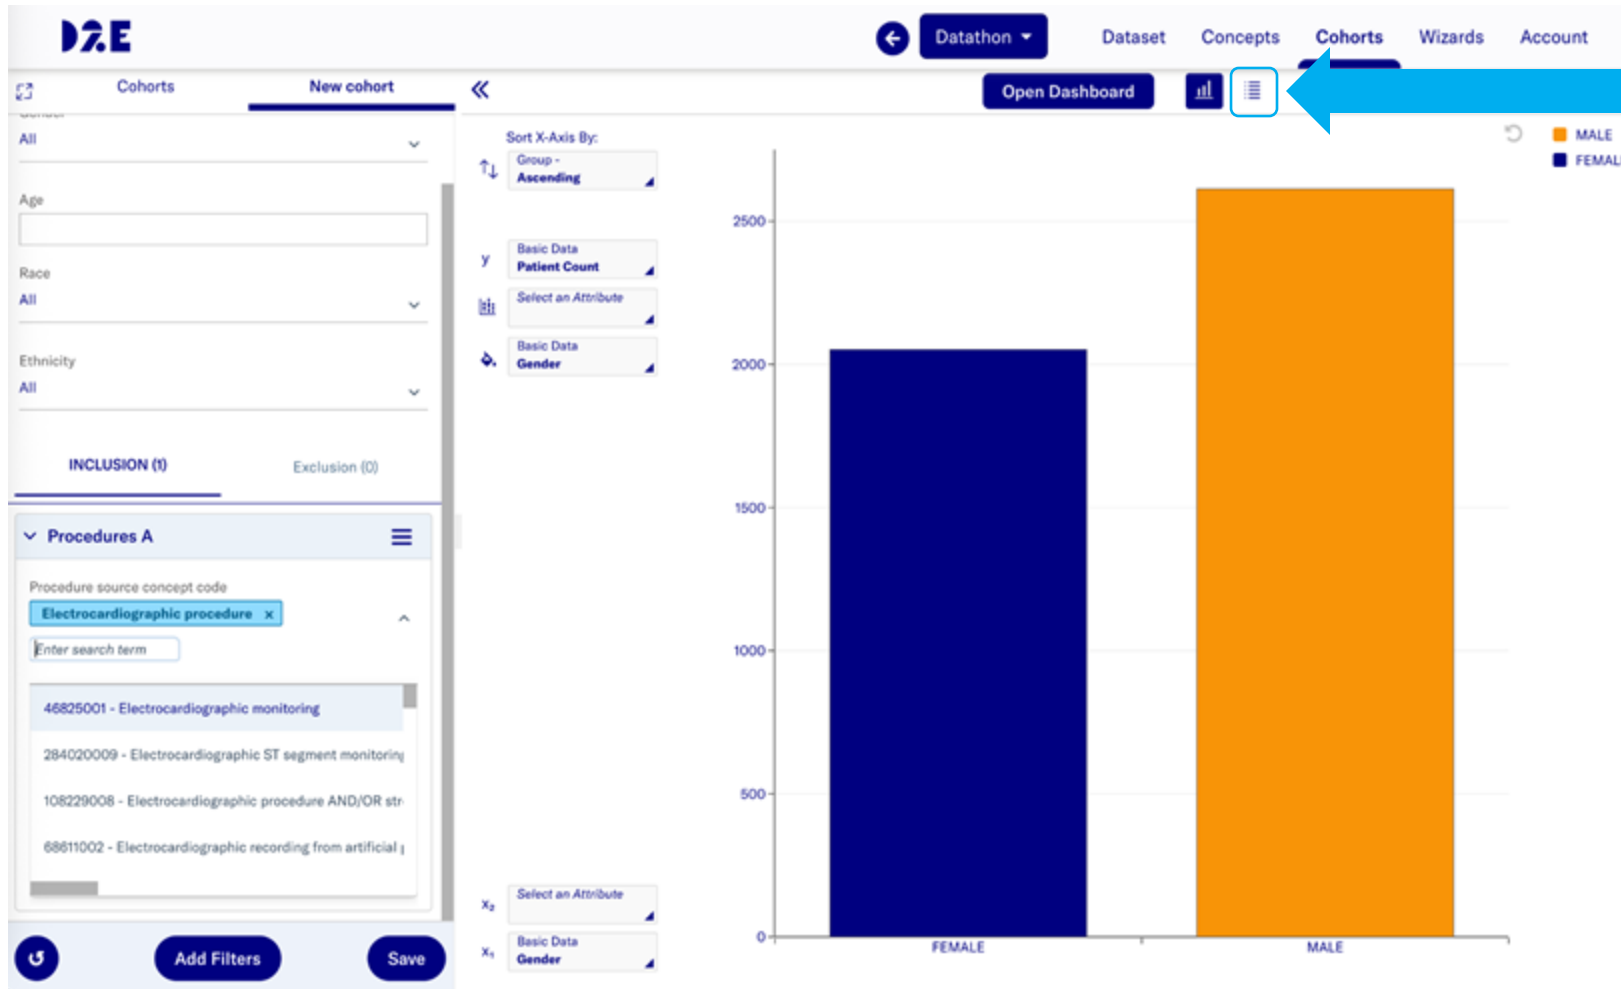 D2E
Datathon
Dataset
Concepts
Cohorts
Wizards
Account
Cohorts
New cohort
Open Dashboard
Gender
All
Age
Race
All
Ethnicity
All
INCLUSION (1)
Exclusion (0)
Procedures A
Procedure source concept code
Electrocardiographic procedure ×
Enter search term
46825001 - Electrocardiographic monitoring
284020009 - Electrocardiographic ST segment monitoring
108229008 - Electrocardiographic procedure AND/OR str
68611002 - Electrocardiographic recording from artificial
Add Filters
Save
Sort X-Axis By:
Group -
Ascending
y
Basic Data
Patient Count
Select an Attribute
Basic Data
Gender
x₂
Select an Attribute
x₁
Basic Data
Gender
MALE
FEMAL
2500
2000
1500
1000
500
0
FEMALE
MALE